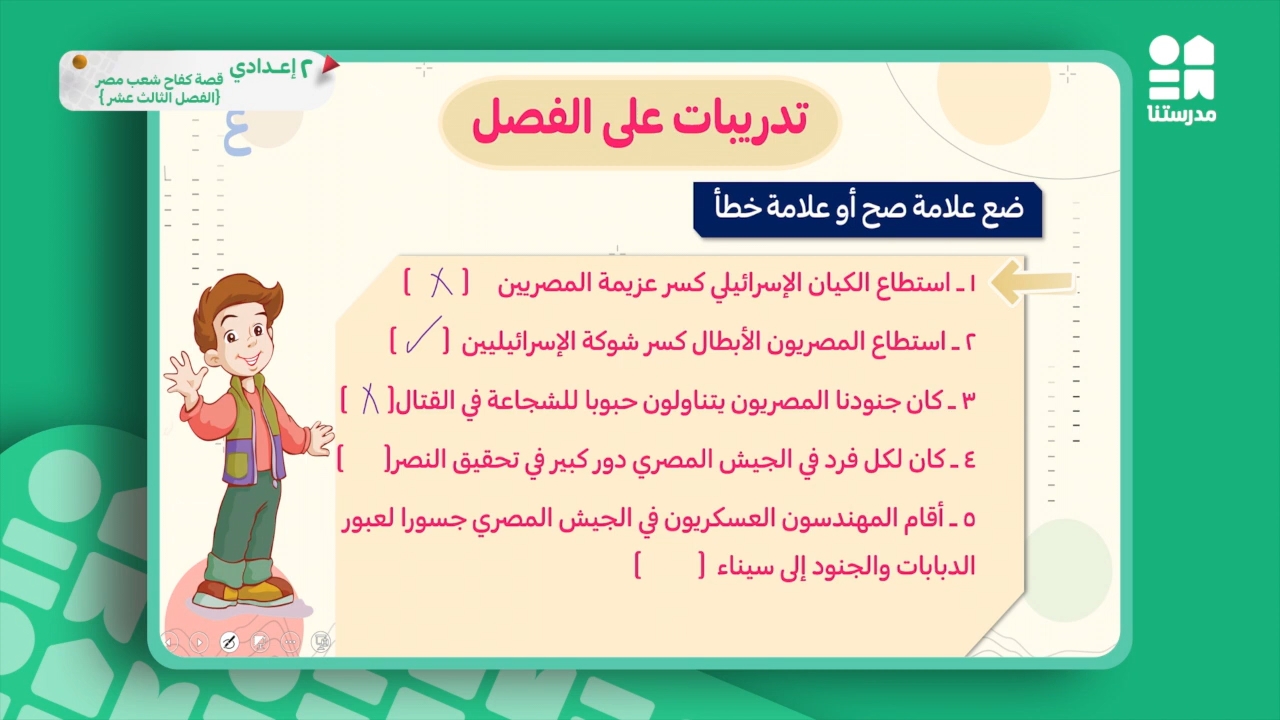 مدرستنا
٢ إعـدادي
قصة كفاح شعب مصر
{الفصل الثالث عشر}
ع
تدريبات على الفصل
ضع علامة صح أو علامة خطأ
١ ـ استطاع الكيان الإسرائيلي كسر عزيمة المصريين [ X ]
٢ ـ استطاع المصريون الأبطال كسر شوكة الإسرائيليين [ ✓ ]
٣ ـ كان جنودنا المصريون يتناولون حبوبا للشجاعة في القتال[ X ]
٤ ـ كان لكل فرد في الجيش المصري دور كبير في تحقيق النصر[ ]
٥ ـ أقام المهندسون العسكريون في الجيش المصري جسورا لعبور
الدبابات والجنود إلى سيناء [ ]